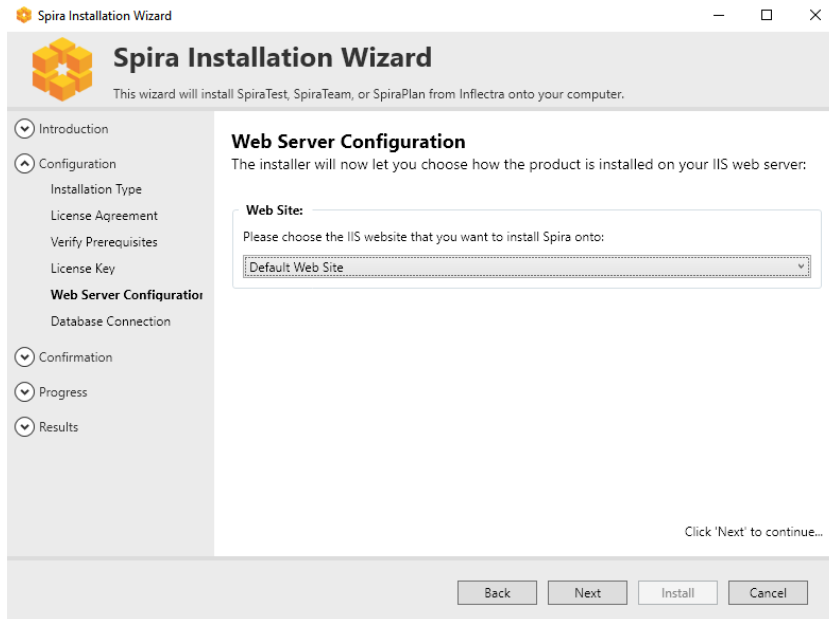 Spira Installation Wizard
Spira Installation Wizard
This wizard will install SpiraTest, SpiraTeam, or SpiraPlan from Inflectra onto your computer.
Introduction
Configuration
Installation Type
License Agreement
Verify Prerequisites
License Key
Web Server Configuration
Database Connection
Confirmation
Progress
Results
Web Server Configuration
The installer will now let you choose how the product is installed on your IIS web server:
Web Site:
Please choose the IIS website that you want to install Spira onto:
Default Web Site
Click 'Next' to continue...
Back
Next
Install
Cancel